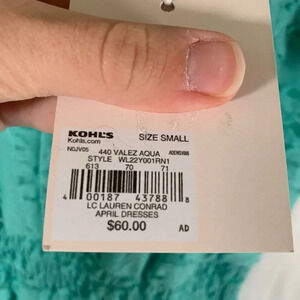 KOHL'S SIZE SMALL
Kohls.com
N0JV05 440 VALEZ AQUA
STYLE WL22Y001RN1
613 70 71
4 00187 43788 8
LC LAUREN CONRAD
APRIL DRESSES
$60.00 AD